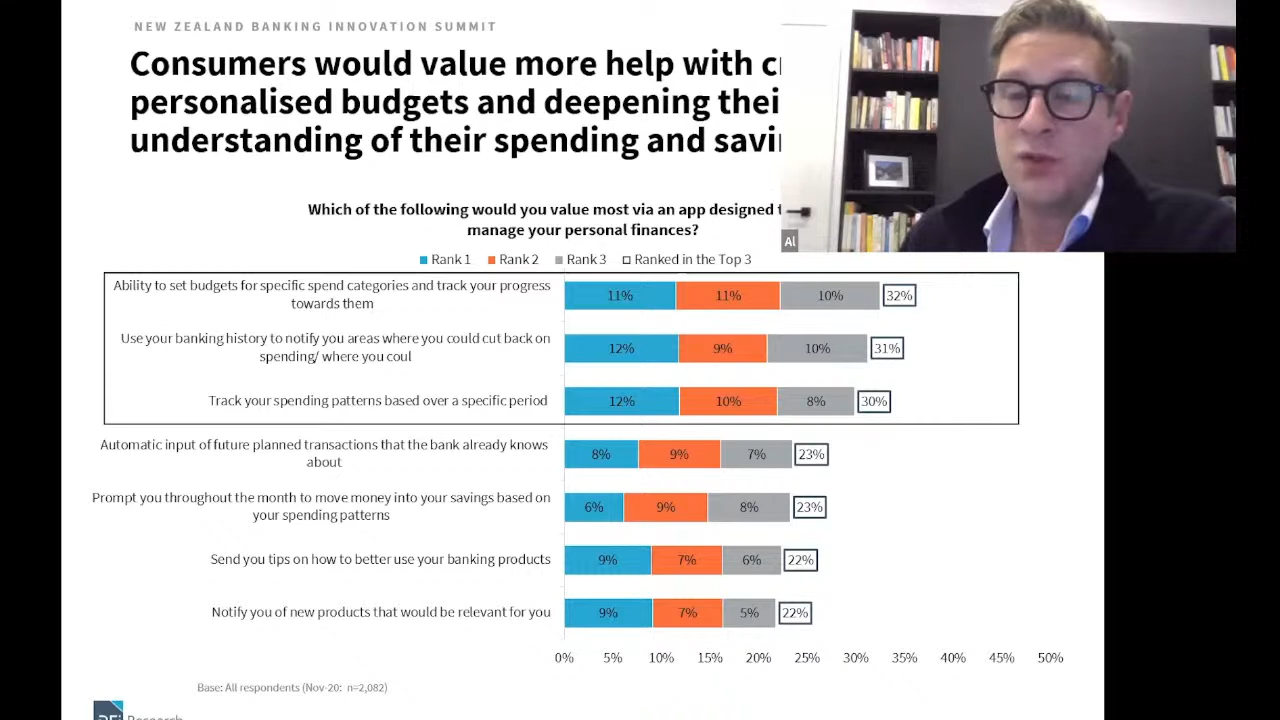 NEW ZEALAND BANKING INNOVATION SUMMIT
Consumers would value more help with
personalised budgets and deepening
understanding of their spending and
Which of the following would you value most via an app designed
manage your personal finances?
Rank 1 Rank 2 Rank 3 Ranked in the Top 3
Ability to set budgets for specific spend categories and track your progress
towards them
11% 11% 10% 32%
Use your banking history to notify you areas where you could cut back on
spending/ where you coul
12% 9% 10% 31%
Track your spending patterns based over a specific period
12% 10% 8% 30%
Automatic input of future planned transactions that the bank already knows
about
8% 9% 7% 23%
Prompt you throughout the month to move money into your savings based on
your spending patterns
6% 9% 8% 23%
Send you tips on how to better use your banking products
9% 7% 6% 22%
Notify you of new products that would be relevant for you
9% 7% 5% 22%
0% 5% 10% 15% 20% 25% 30% 35% 40% 45% 50%
Base: All respondents (Nov-20: n=2,082)
Research
Al